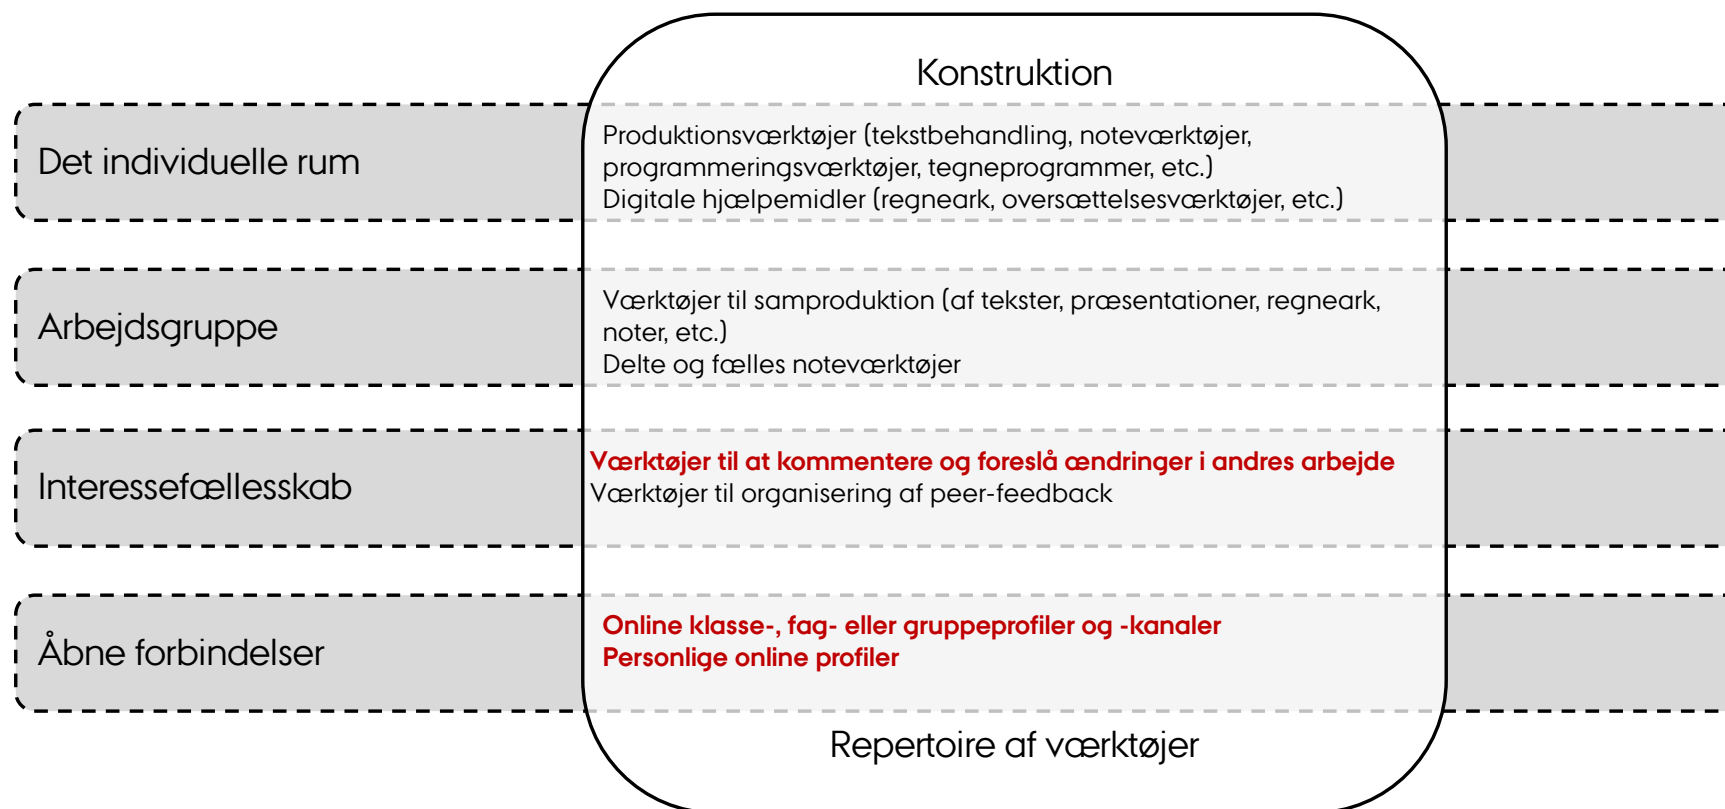 Konstruktion
Det individuelle rum
Produktionsværktøjer (tekstbehandling, noteværktøjer,
programmeringsværktøjer, tegneprogrammer, etc.)
Digitale hjælpemidler (regneark, oversættelsesværktøjer, etc.)
Arbejdsgruppe
Værktøjer til samproduktion (af tekster, præsentationer, regneark,
noter, etc.)
Delte og fælles noteværktøjer
Interessefællesskab
Værktøjer til at kommentere og foreslå ændringer i andres arbejde
Værktøjer til organisering af peer-feedback
Åbne forbindelser
Online klasse-, fag- eller gruppeprofiler og -kanaler
Personlige online profiler
Repertoire af værktøjer